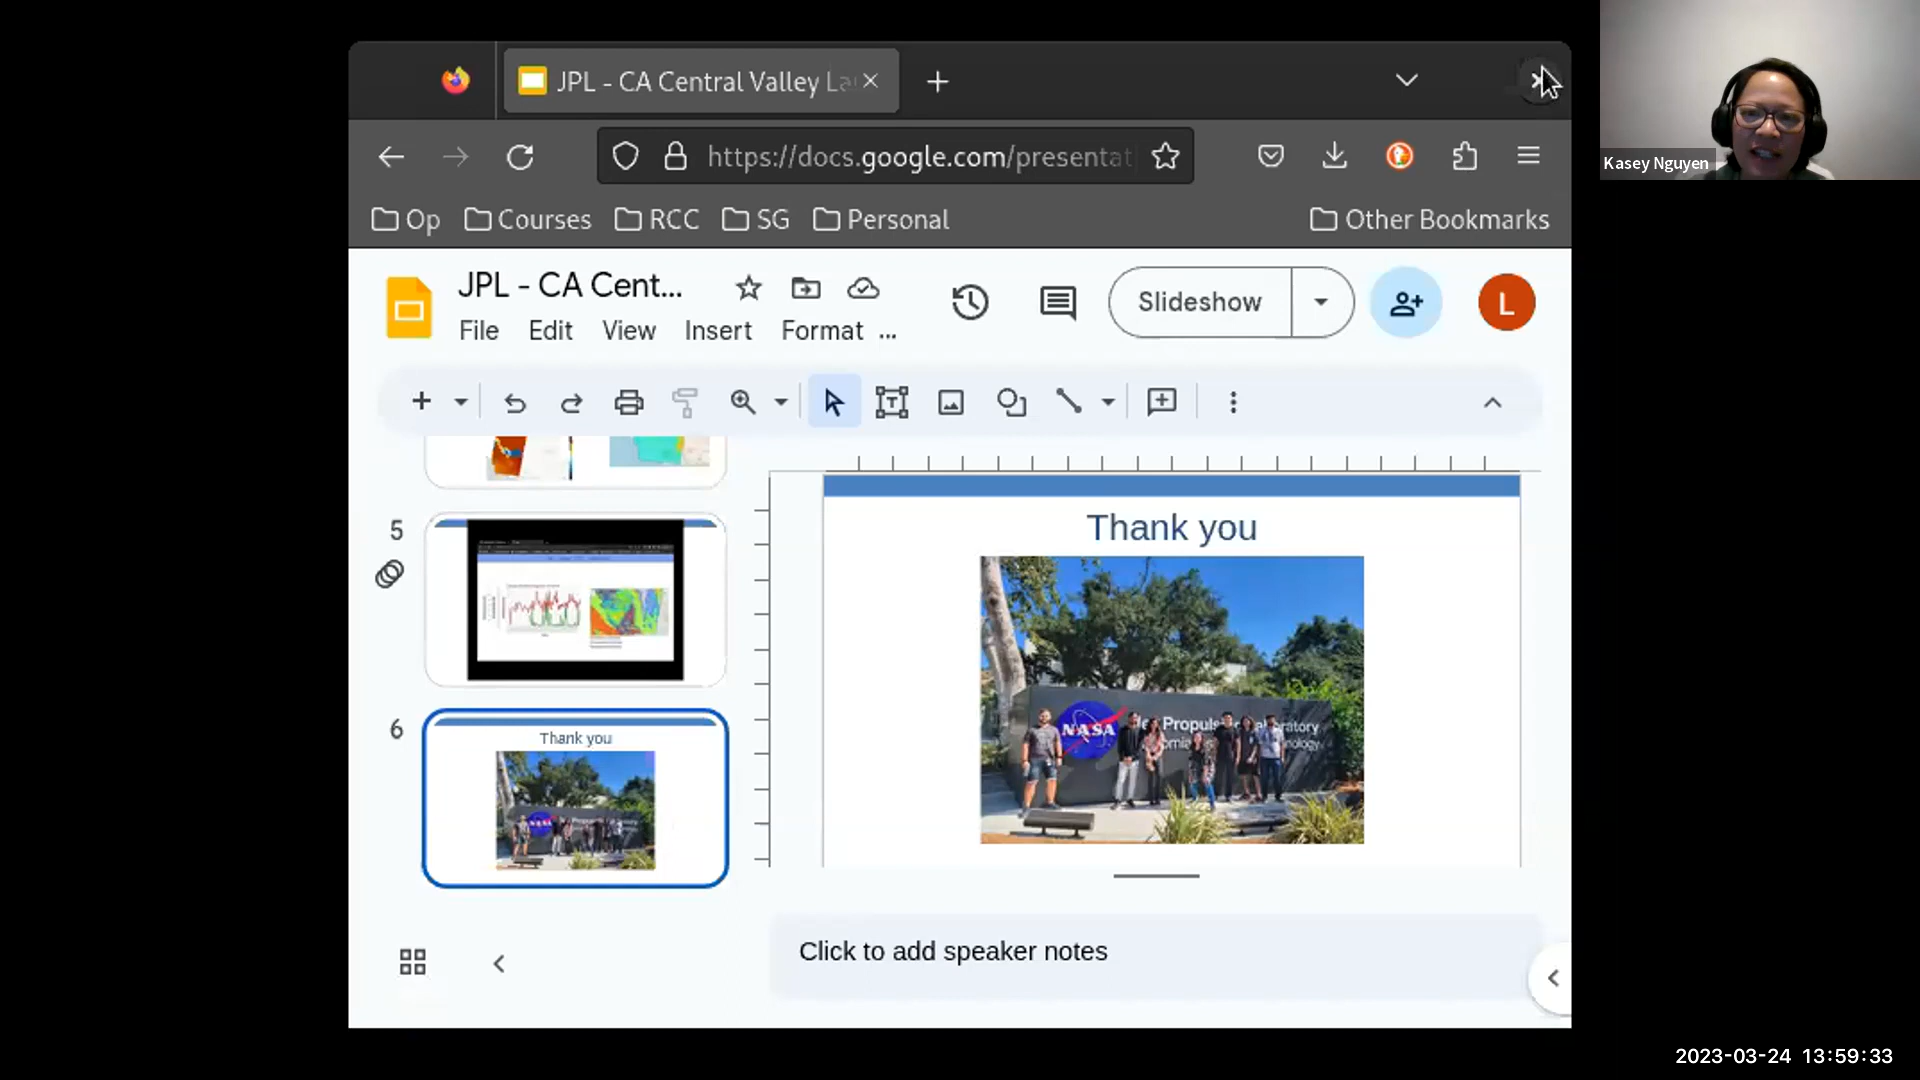 JPL - CA Central Valley La
https://docs.google.com/presentat
Op
Courses
RCC
SG
Personal
Other Bookmarks
Kasey Nguyen
JPL - CA Cent...
File
Edit
View
Insert
Format
...
Slideshow
L
5
6
Thank you
NASA
Thank you
NASA
Propuls
Click to add speaker notes
2023-03-24 13:59:33